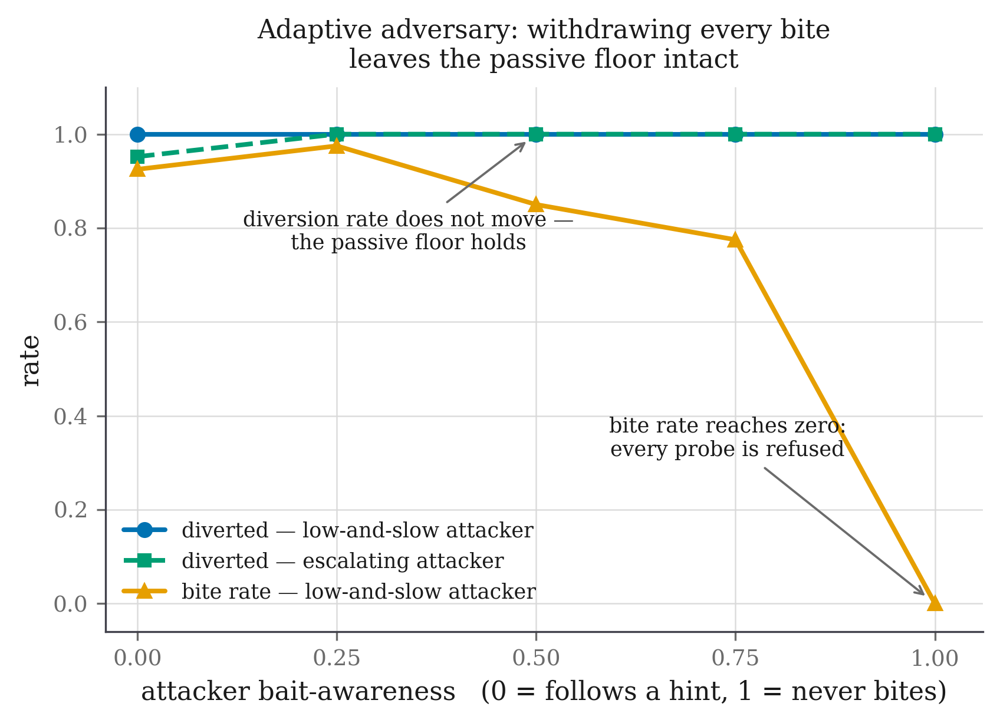 Adaptive adversary: withdrawing every bite
leaves the passive floor intact
1.0
0.8
0.6
0.4
0.2
0.0
rate
diversion rate does not move —
the passive floor holds
bite rate reaches zero:
every probe is refused
diverted — low-and-slow attacker
diverted — escalating attacker
bite rate — low-and-slow attacker
0.00 0.25 0.50 0.75 1.00
attacker bait-awareness (0 = follows a hint, 1 = never bites)